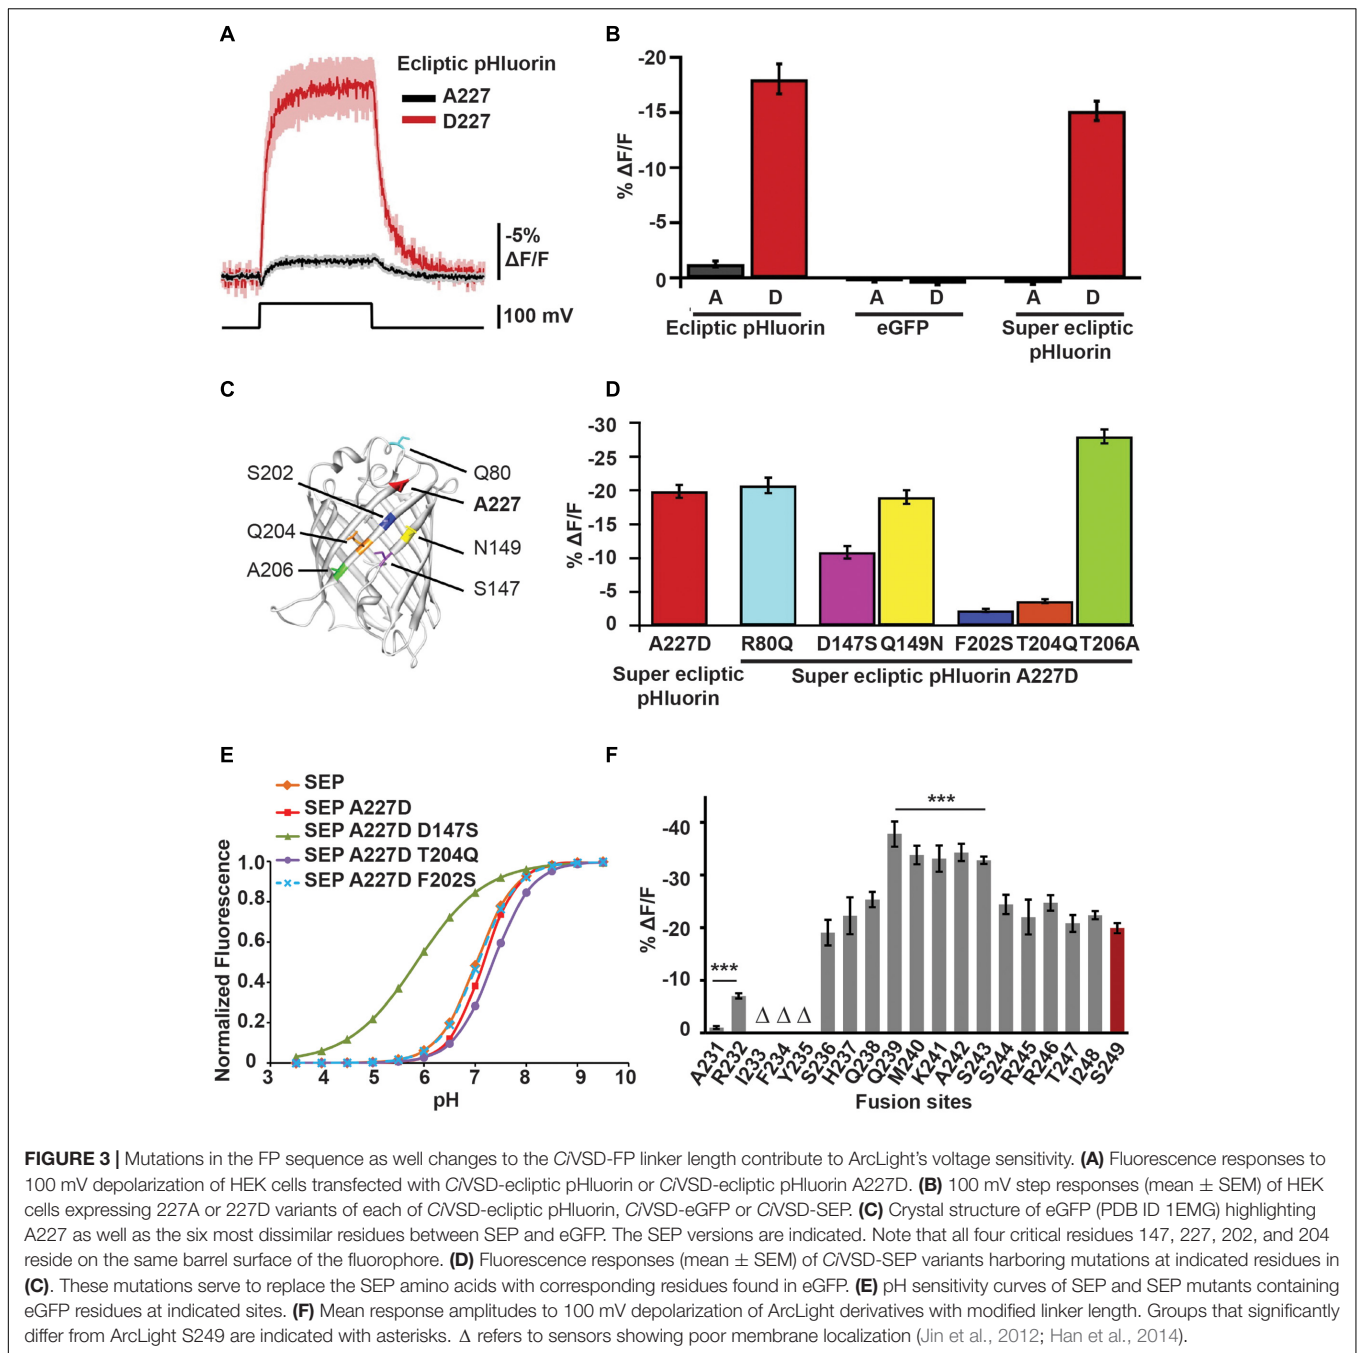 A
Ecliptic pHluorin
A227
D227
-5%
ΔF/F
100 mV
B
% ΔF/F
-20
-15
-10
-5
0
A D A D A D
Ecliptic pHluorin eGFP Super ecliptic
pHluorin
C
S202
Q204
A206
Q80
A227
N149
S147
D
% ΔF/F
-30
-25
-20
-15
-10
-5
0
A227D R80Q D147S Q149N F202S T204Q T206A
Super ecliptic
pHluorin
Super ecliptic pHluorin A227D
E
SEP
SEP A227D
SEP A227D D147S
SEP A227D T204Q
SEP A227D F202S
Normalized Fluorescence
1.0
0.8
0.6
0.4
0.2
0
3 4 5 6 7 8 9 10
pH
F
% ΔF/F
-40
-30
-20
-10
0
***
***
Δ Δ Δ
A231 R232 I233 F234 Y235 S236 H237 Q238 Q239 M240 K241 A242 S243 S244 R245 R246 T247 I248 S249
Fusion sites
FIGURE 3 | Mutations in the FP sequence as well changes to the CiVSD-FP linker length contribute to ArcLight's voltage sensitivity. (A) Fluorescence responses to
100 mV depolarization of HEK cells transfected with CiVSD-ecliptic pHluorin or CiVSD-ecliptic pHluorin A227D. (B) 100 mV step responses (mean ± SEM) of HEK
cells expressing 227A or 227D variants of each of CiVSD-ecliptic pHluorin, CiVSD-eGFP or CiVSD-SEP. (C) Crystal structure of eGFP (PDB ID 1EMG) highlighting
A227 as well as the six most dissimilar residues between SEP and eGFP. The SEP versions are indicated. Note that all four critical residues 147, 227, 202, and 204
reside on the same barrel surface of the fluorophore. (D) Fluorescence responses (mean ± SEM) of CiVSD-SEP variants harboring mutations at indicated residues in
(C). These mutations serve to replace the SEP amino acids with corresponding residues found in eGFP. (E) pH sensitivity curves of SEP and SEP mutants containing
eGFP residues at indicated sites. (F) Mean response amplitudes to 100 mV depolarization of ArcLight derivatives with modified linker length. Groups that significantly
differ from ArcLight S249 are indicated with asterisks. Δ refers to sensors showing poor membrane localization (Jin et al., 2012; Han et al., 2014).